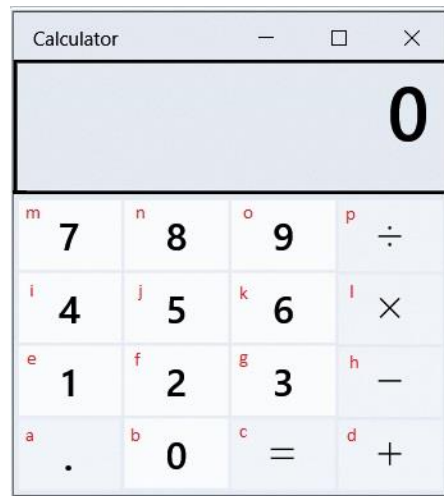 Calculator
0
m 7 n 8 o 9 p ÷
i 4 j 5 k 6 l ×
e 1 f 2 g 3 h −
a . b 0 c = d +